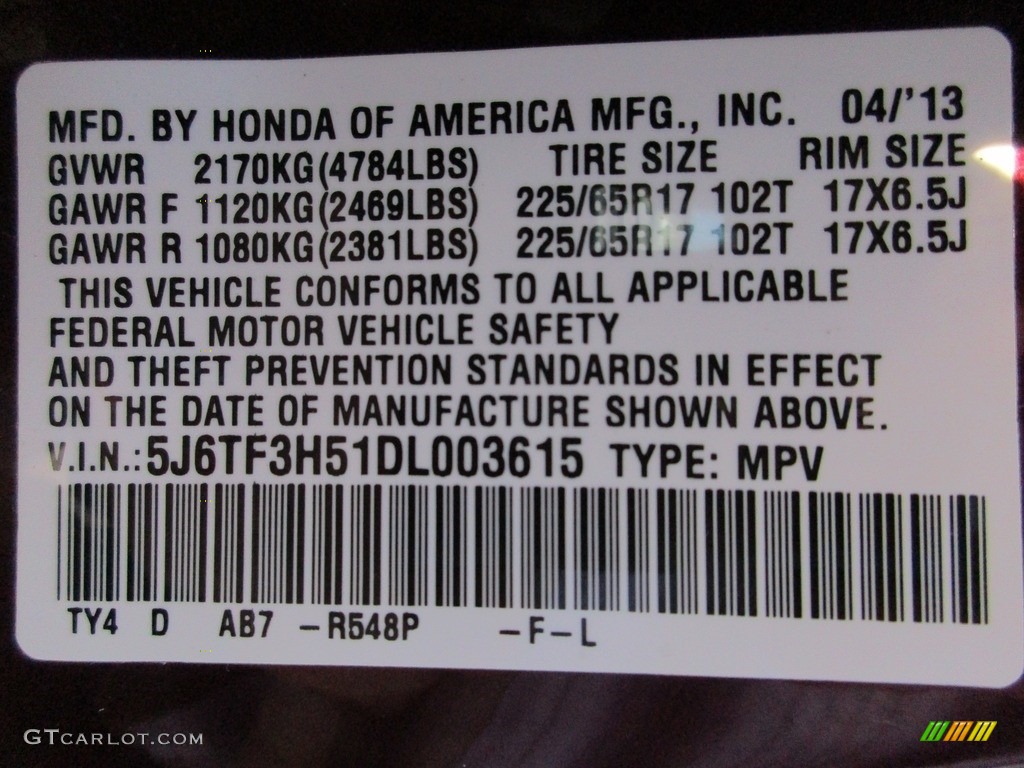 MFD. BY HONDA OF AMERICA MFG., INC. 04/'13
GVWR 2170KG(4784LBS) TIRE SIZE RIM SIZE
GAWR F 1120KG(2469LBS) 225/65R17 102T 17X6.5J
GAWR R 1080KG(2381LBS) 225/65R17 102T 17X6.5J
THIS VEHICLE CONFORMS TO ALL APPLICABLE
FEDERAL MOTOR VEHICLE SAFETY
AND THEFT PREVENTION STANDARDS IN EFFECT
ON THE DATE OF MANUFACTURE SHOWN ABOVE.
V.I.N.: 5J6TF3H51DL003615 TYPE: MPV
TY4 D AB7 -R548P -F-L
GTCARLOT.COM